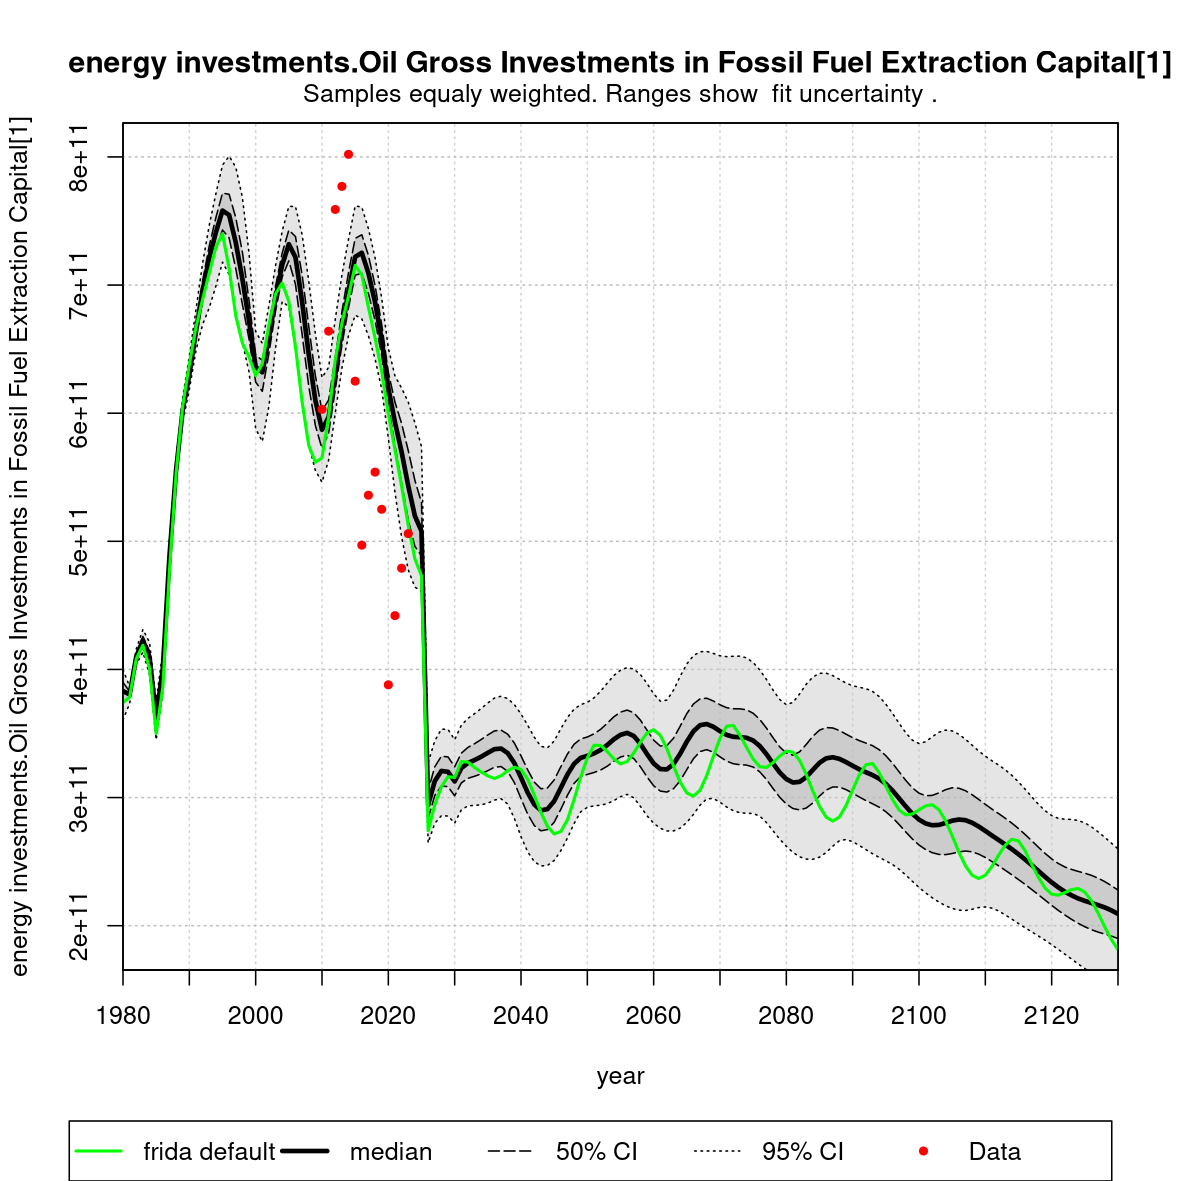 energy investments.Oil Gross Investments in Fossil Fuel Extraction Capital[1]
Samples equaly weighted. Ranges show  fit uncertainty .
energy investments.Oil Gross Investments in Fossil Fuel Extraction Capital[1]
8e+11
7e+11
6e+11
5e+11
4e+11
3e+11
2e+11
1980 2000 2020 2040 2060 2080 2100 2120
year
frida default median 50% CI 95% CI Data